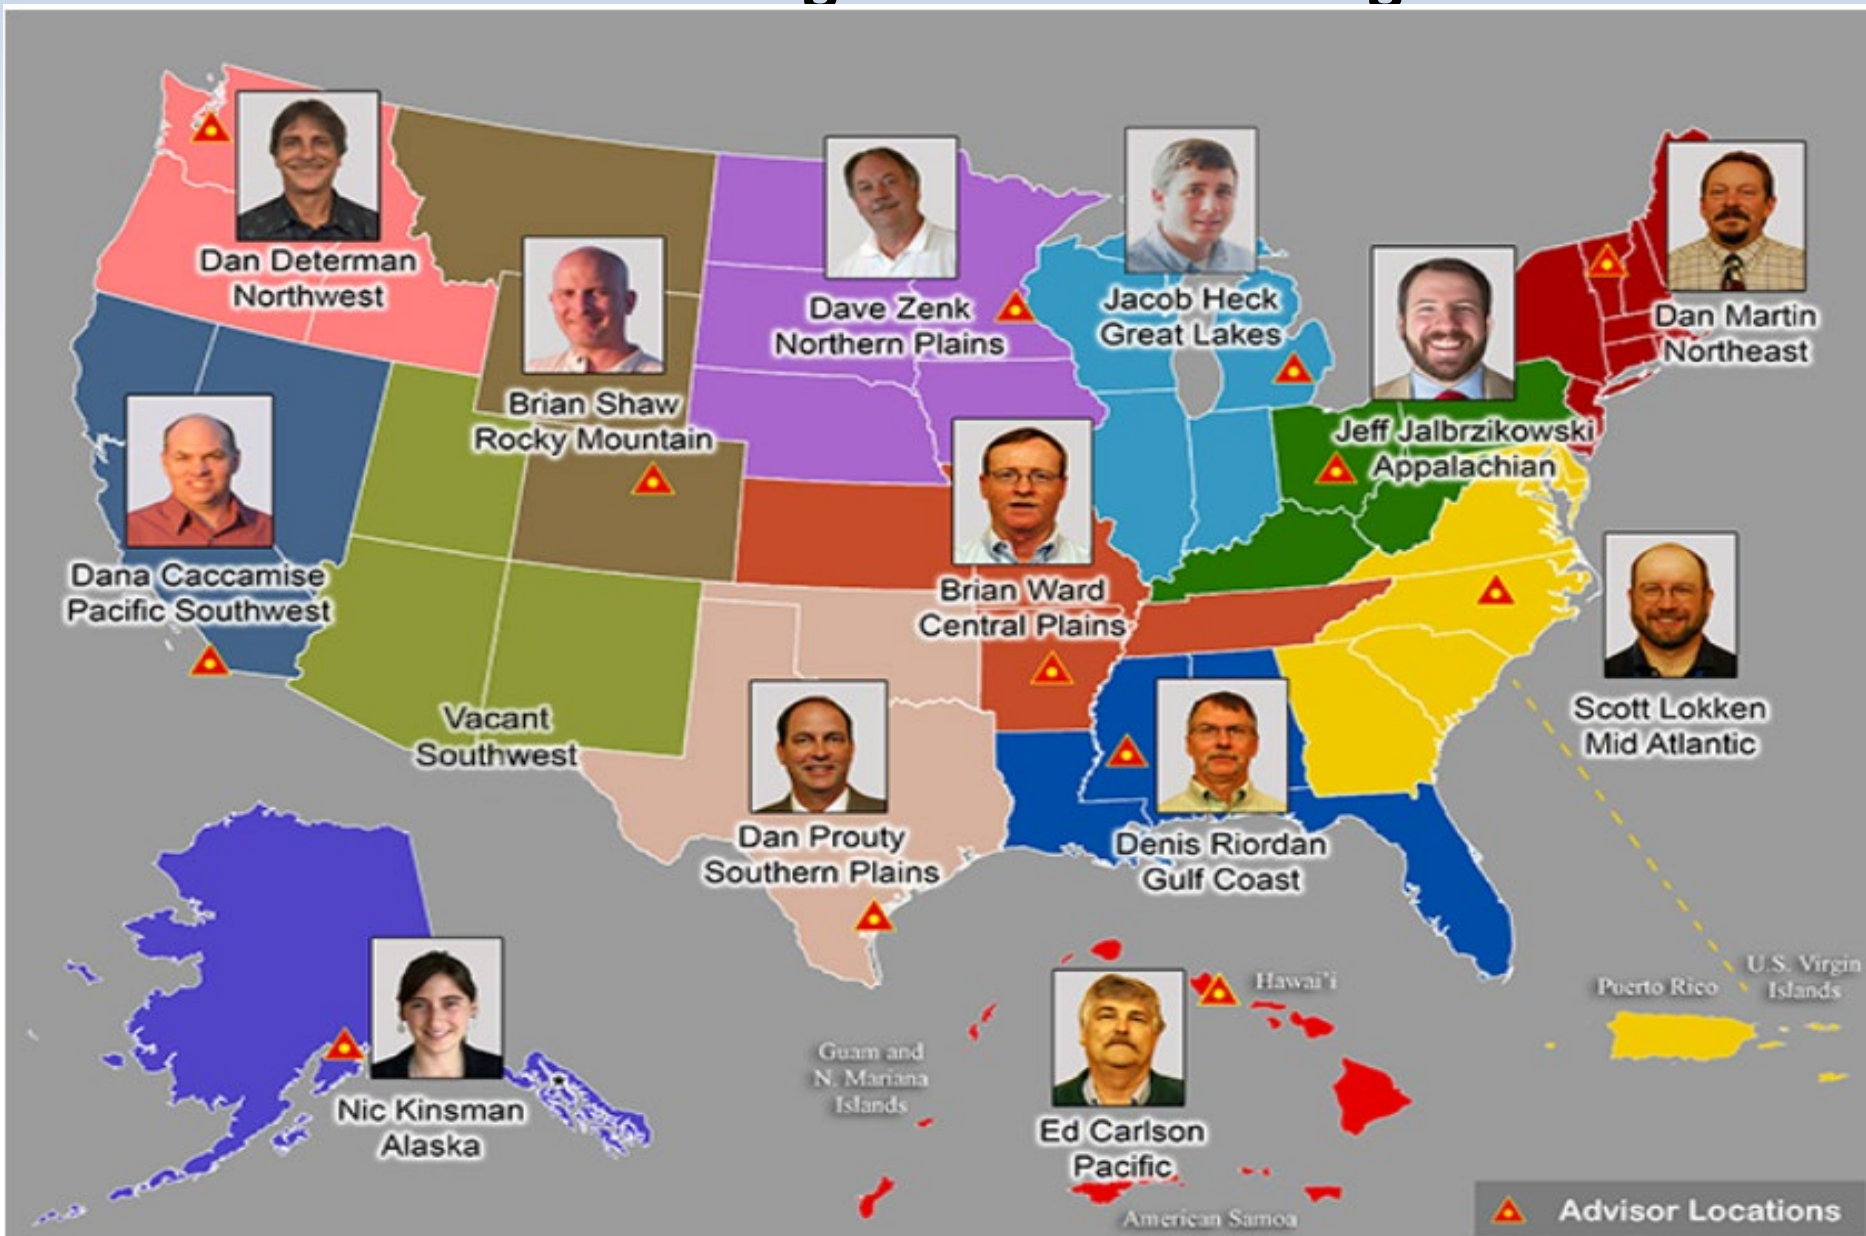 Dan Determan
Northwest
Brian Shaw
Rocky Mountain
Dave Zenk
Northern Plains
Jacob Heck
Great Lakes
Jeff Jalbrzikowski
Appalachian
Dan Martin
Northeast
Dana Caccamise
Pacific Southwest
Vacant
Southwest
Brian Ward
Central Plains
Scott Lokken
Mid Atlantic
Dan Prouty
Southern Plains
Denis Riordan
Gulf Coast
Nic Kinsman
Alaska
Guam and
N. Mariana
Islands
Hawai'i
Ed Carlson
Pacific
American Samoa
Puerto Rico
U.S. Virgin
Islands
Advisor Locations